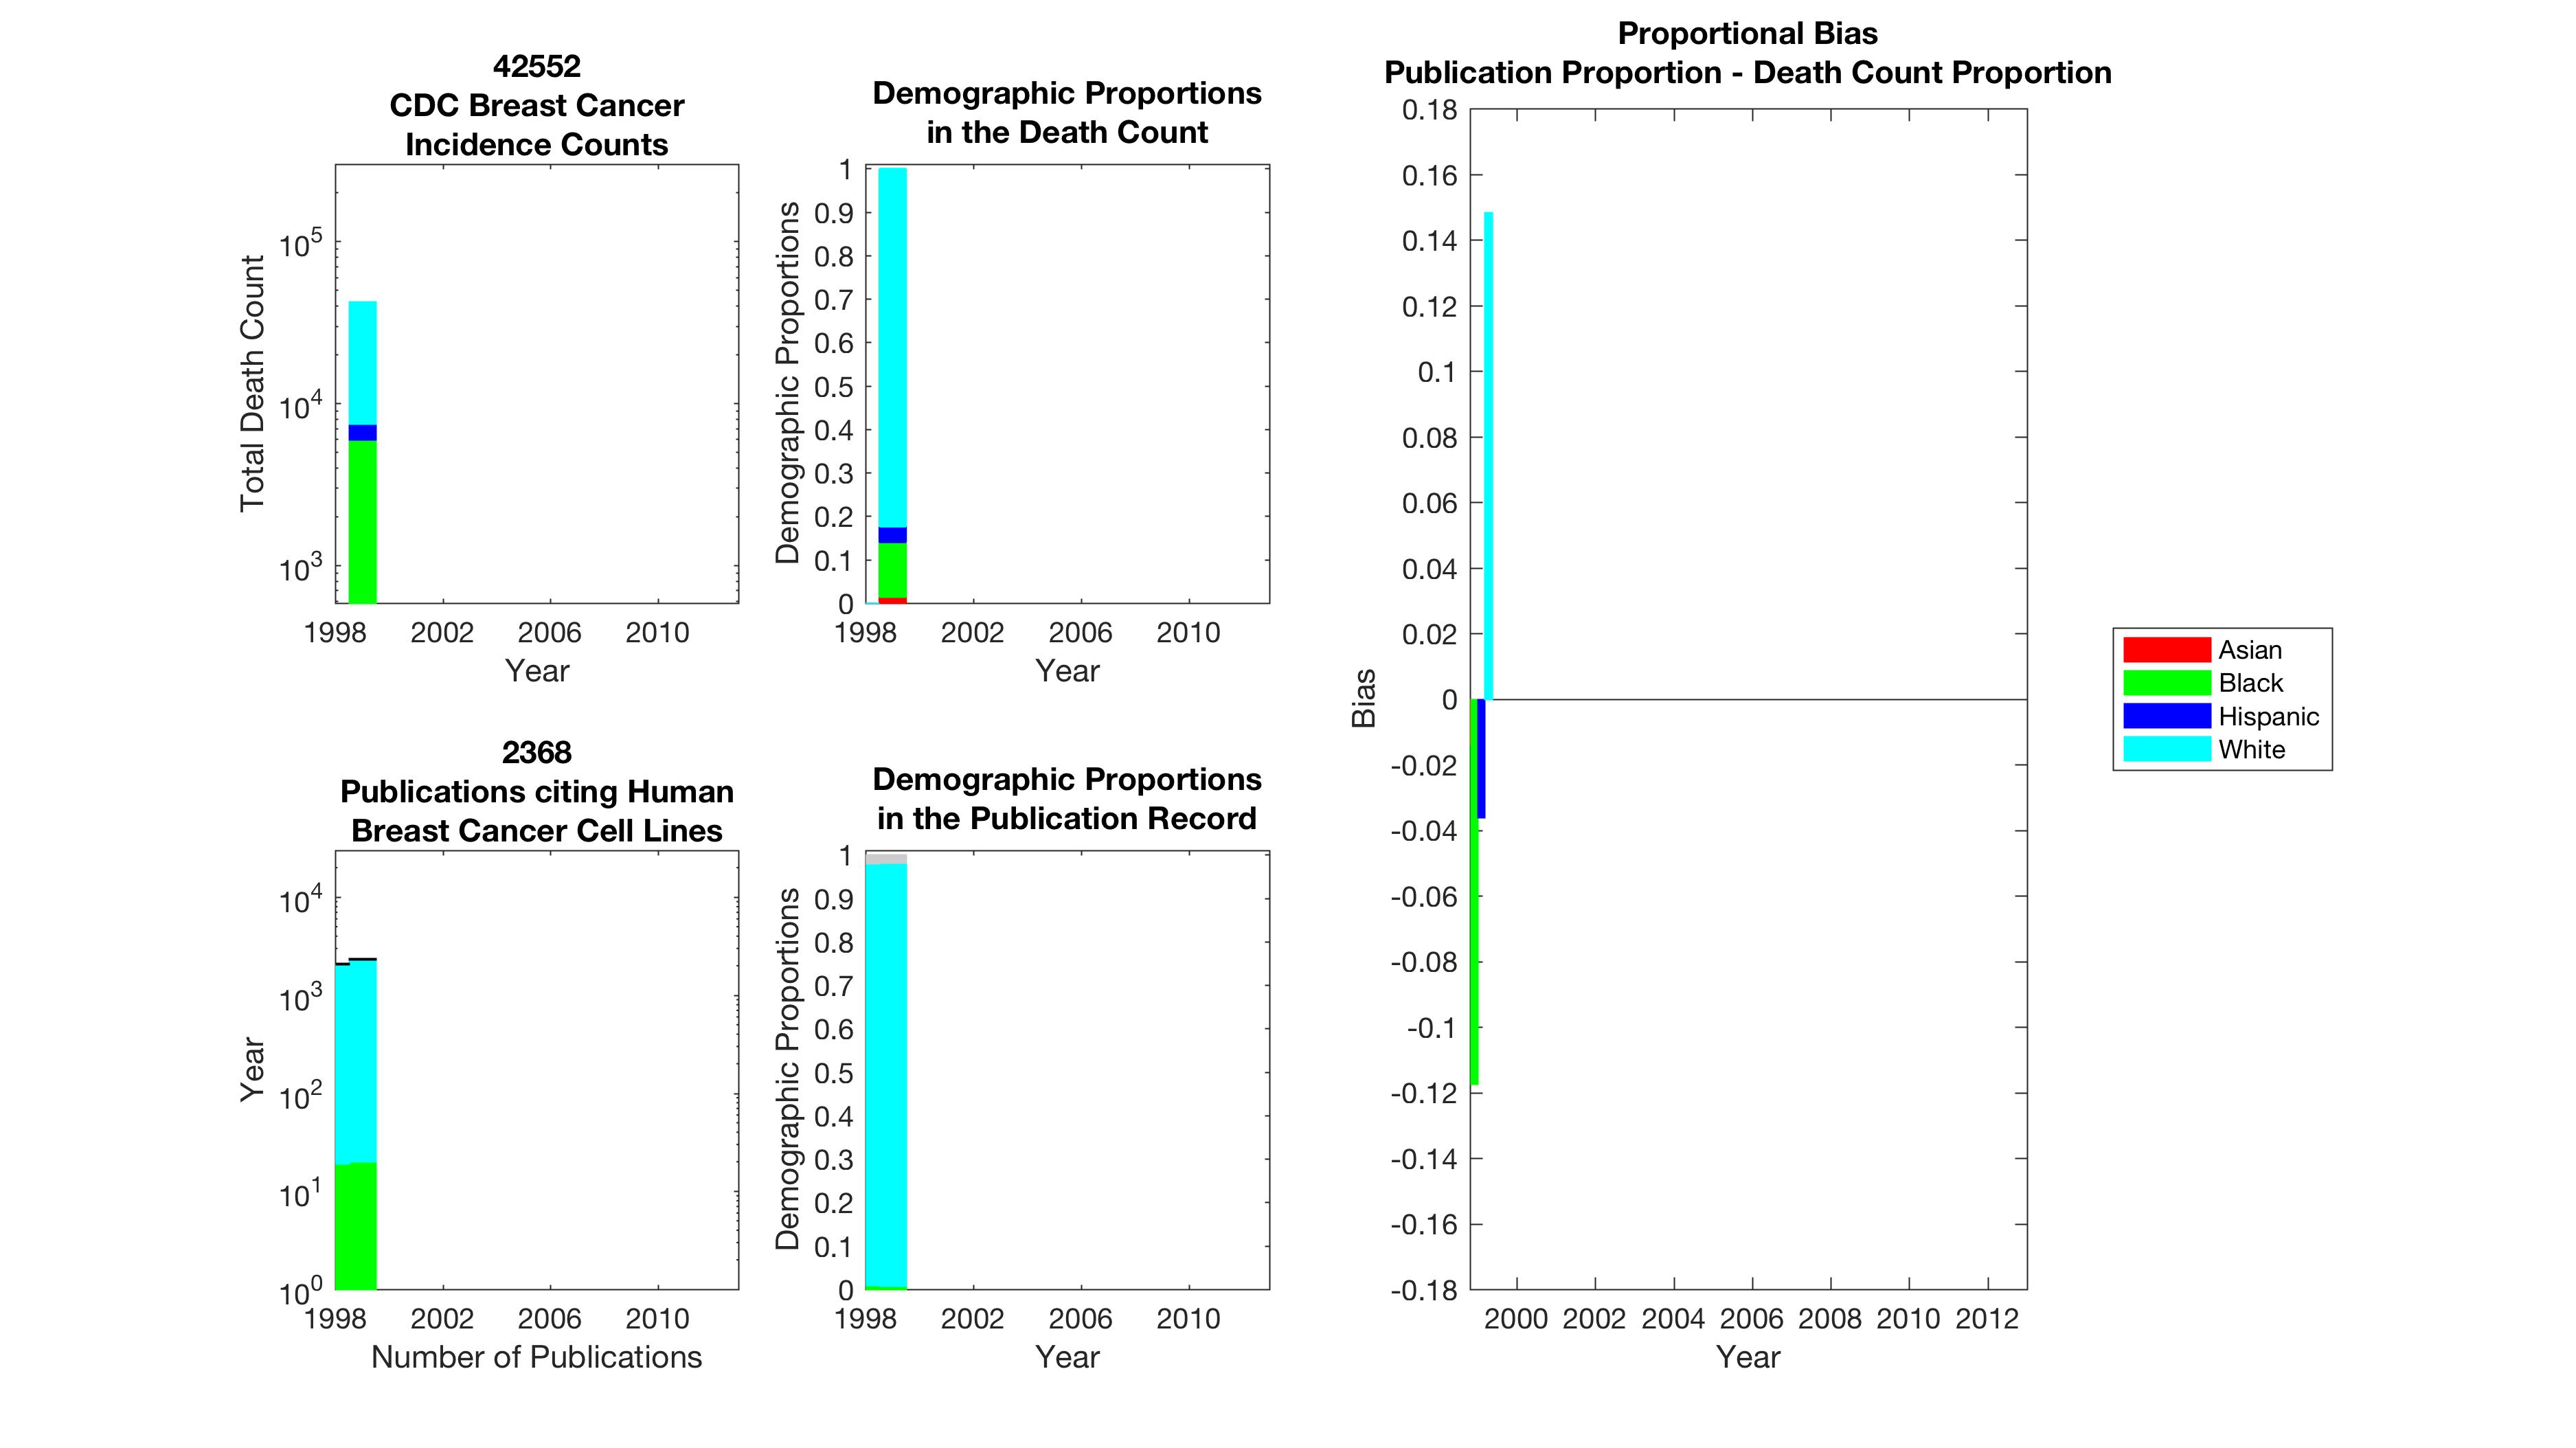 42552
CDC Breast Cancer
Incidence Counts
Total Death Count
10^5
10^4
10^3
1998 2002 2006 2010
Year
Demographic Proportions
in the Death Count
Demographic Proportions
1
0.9
0.8
0.7
0.6
0.5
0.4
0.3
0.2
0.1
0
1998 2002 2006 2010
Year
2368
Publications citing Human
Breast Cancer Cell Lines
Year
10^4
10^3
10^2
10^1
10^0
1998 2002 2006 2010
Number of Publications
Demographic Proportions
in the Publication Record
Demographic Proportions
1
0.9
0.8
0.7
0.6
0.5
0.4
0.3
0.2
0.1
0
1998 2002 2006 2010
Year
Proportional Bias
Publication Proportion - Death Count Proportion
Bias
0.18
0.16
0.14
0.12
0.1
0.08
0.06
0.04
0.02
0
-0.02
-0.04
-0.06
-0.08
-0.1
-0.12
-0.14
-0.16
-0.18
2000 2002 2004 2006 2008 2010 2012
Year
Asian
Black
Hispanic
White